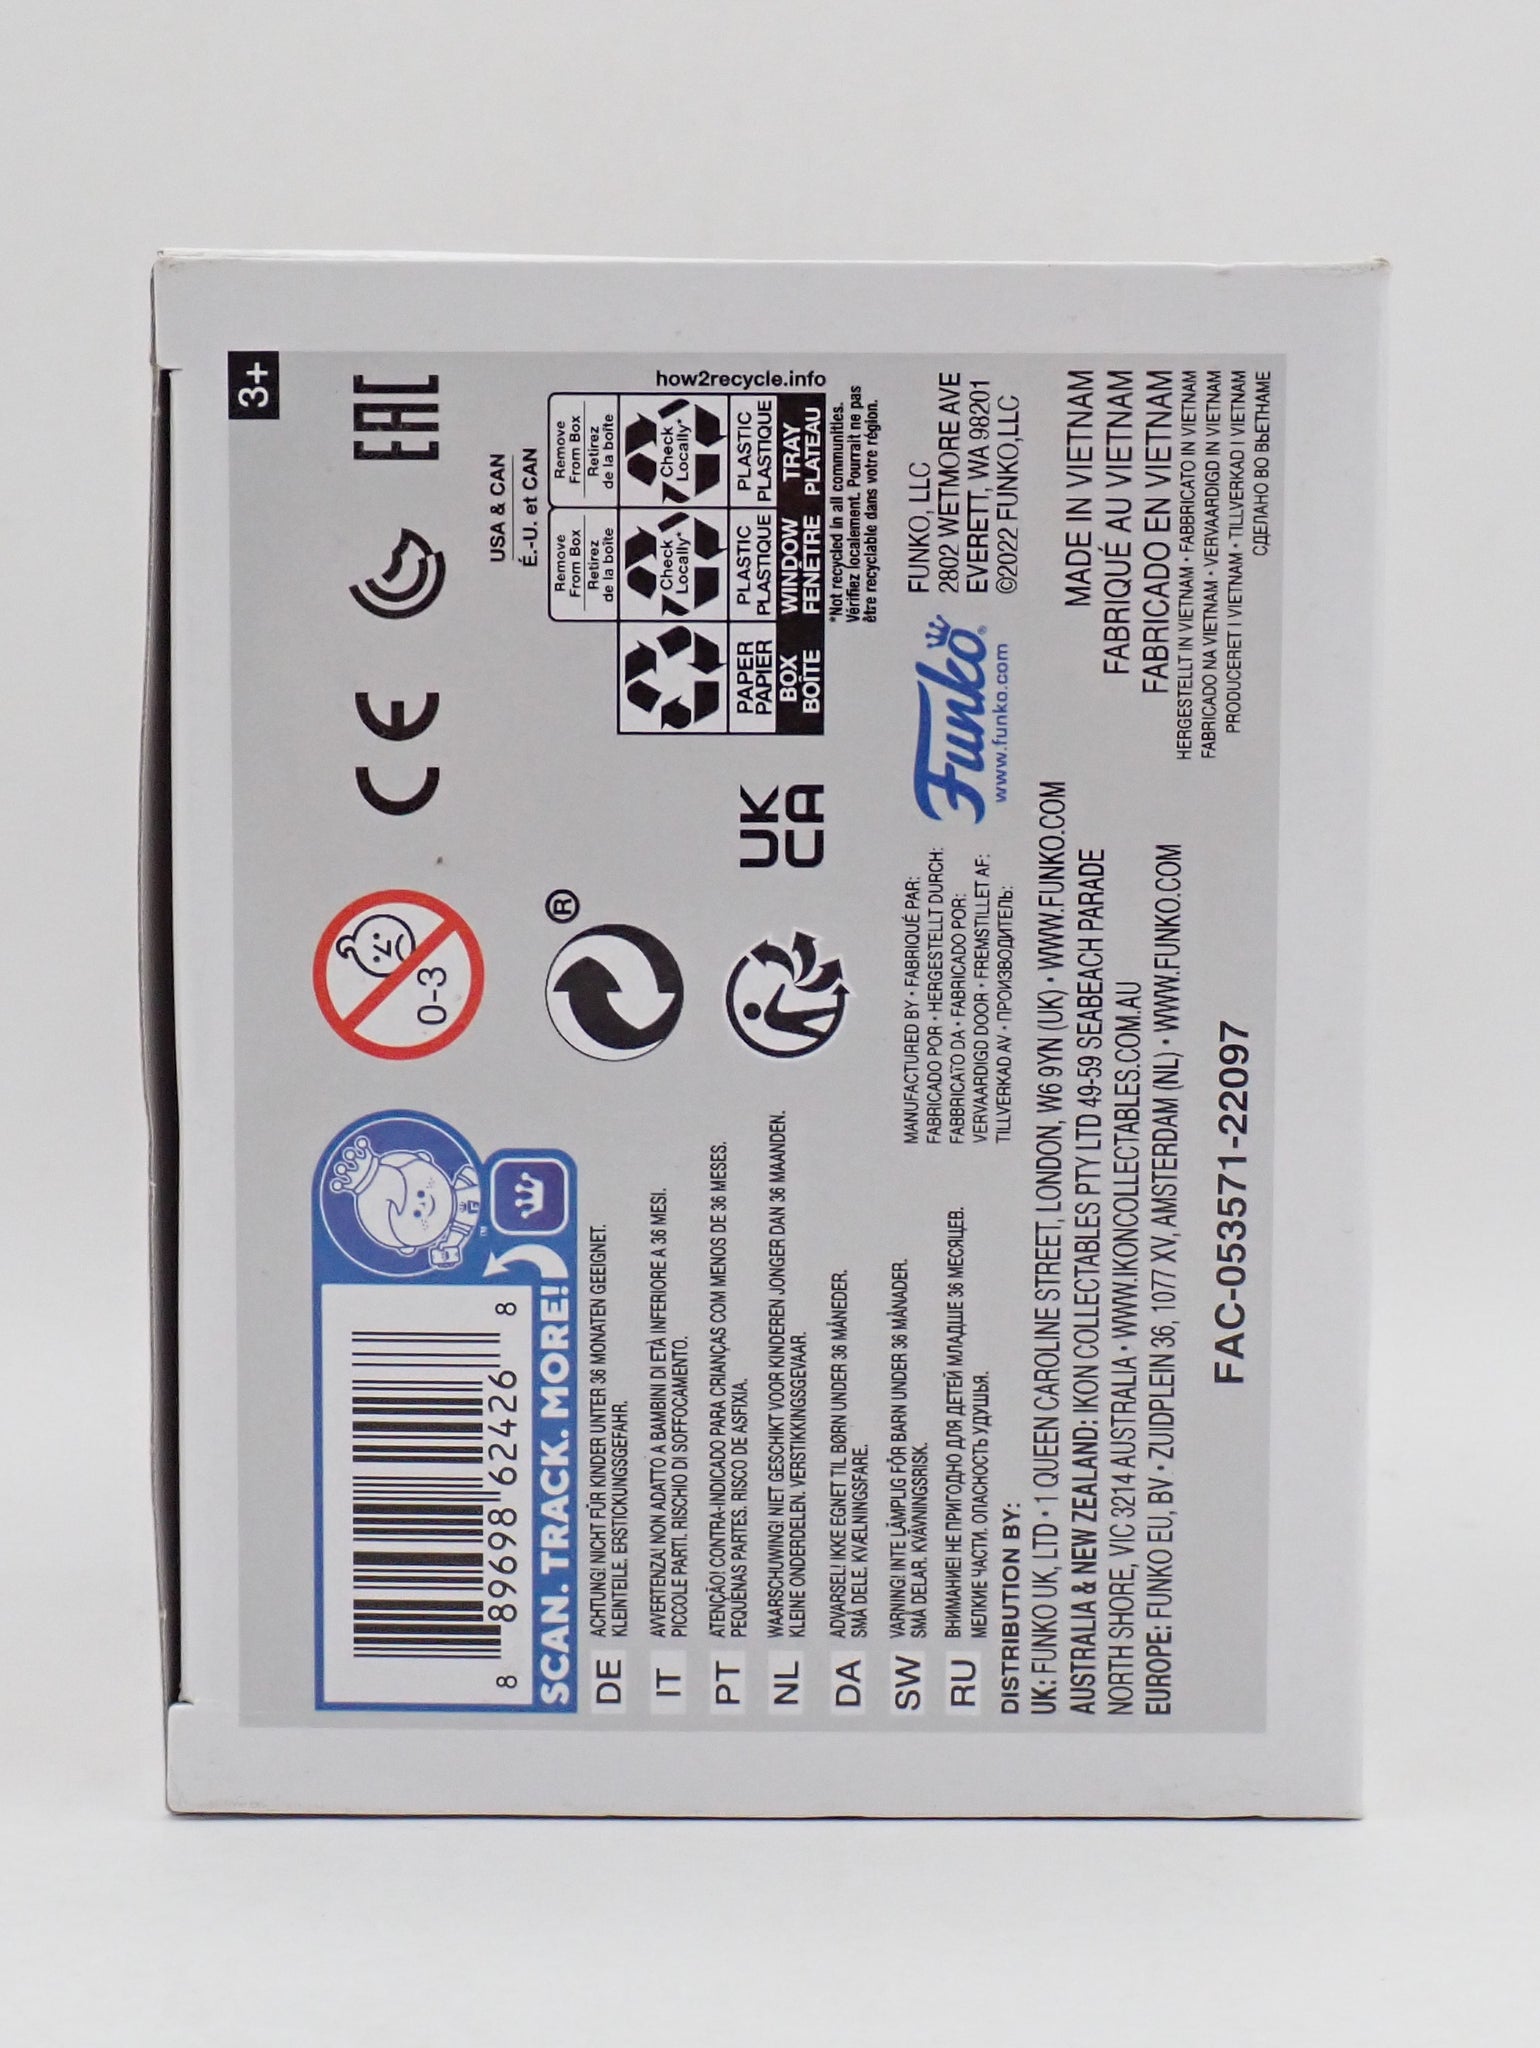 3+
8 89698 62426 8
SCAN. TRACK. MORE!
™
0-3
CE
EAC
®
UK
CA
USA & CAN
É.-U. et CAN
Remove
From Box
Retirez
de la boîte
Remove
From Box
Retirez
de la boîte
Check
Locally*
Check
Locally*
PAPER
PAPIER
PLASTIC
PLASTIQUE
PLASTIC
PLASTIQUE
BOX
BOÎTE
WINDOW
FENÊTRE
TRAY
PLATEAU
how2recycle.info
*Not recycled in all communities.
Vérifiez localement. Pourrait ne pas
être recyclable dans votre région.
DE ACHTUNG! NICHT FÜR KINDER UNTER 36 MONATEN GEEIGNET.
KLEINTEILE. ERSTICKUNGSGEFAHR.
IT AVVERTENZA! NON ADATTO A BAMBINI DI ETÀ INFERIORE A 36 MESI.
PICCOLE PARTI. RISCHIO DI SOFFOCAMENTO.
PT ATENÇÃO! CONTRA-INDICADO PARA CRIANÇAS COM MENOS DE 36 MESES.
PEQUENAS PARTES. RISCO DE ASFIXIA.
NL WAARSCHUWING! NIET GESCHIKT VOOR KINDEREN JONGER DAN 36 MAANDEN.
KLEINE ONDERDELEN. VERSTIKKINGSGEVAAR.
DA ADVARSEL! IKKE EGNET TIL BØRN UNDER 36 MÅNEDER.
SMÅ DELE. KVÆLNINGSFARE.
SW VARNING! INTE LÄMPLIG FÖR BARN UNDER 36 MÅNADER.
SMÅ DELAR. KVÄVNINGSRISK.
RU ВНИМАНИЕ! НЕ ПРИГОДНО ДЛЯ ДЕТЕЙ МЛАДШЕ 36 МЕСЯЦЕВ.
МЕЛКИЕ ЧАСТИ. ОПАСНОСТЬ УДУШЬЯ.
MANUFACTURED BY • FABRIQUÉ PAR:
FABRICADO POR • HERGESTELLT DURCH:
FABBRICATO DA • FABRICADO POR:
VERVAARDIGD DOOR • FREMSTILLET AF:
TILLVERKAD AV • ПРОИЗВОДИТЕЛЬ:
Funko®
www.funko.com
FUNKO, LLC
2802 WETMORE AVE
EVERETT, WA 98201
©2022 FUNKO,LLC
DISTRIBUTION BY:
UK: FUNKO UK, LTD • 1 QUEEN CAROLINE STREET, LONDON, W6 9YN (UK) • WWW.FUNKO.COM
AUSTRALIA & NEW ZEALAND: IKON COLLECTABLES PTY LTD 49-59 SEABEACH PARADE
NORTH SHORE, VIC 3214 AUSTRALIA • WWW.IKONCOLLECTABLES.COM.AU
EUROPE: FUNKO EU, BV • ZUIDPLEIN 36, 1077 XV, AMSTERDAM (NL) • WWW.FUNKO.COM
MADE IN VIETNAM
FABRIQUÉ AU VIETNAM
FABRICADO EN VIETNAM
HERGESTELLT IN VIETNAM • FABBRICATO IN VIETNAM
FABRICADO NA VIETNAM • VERVAARDIGD IN VIETNAM
PRODUCERET I VIETNAM • TILLVERKAD I VIETNAM
СДЕЛАНО ВО ВЬЕТНАМЕ
FAC-053571-22097